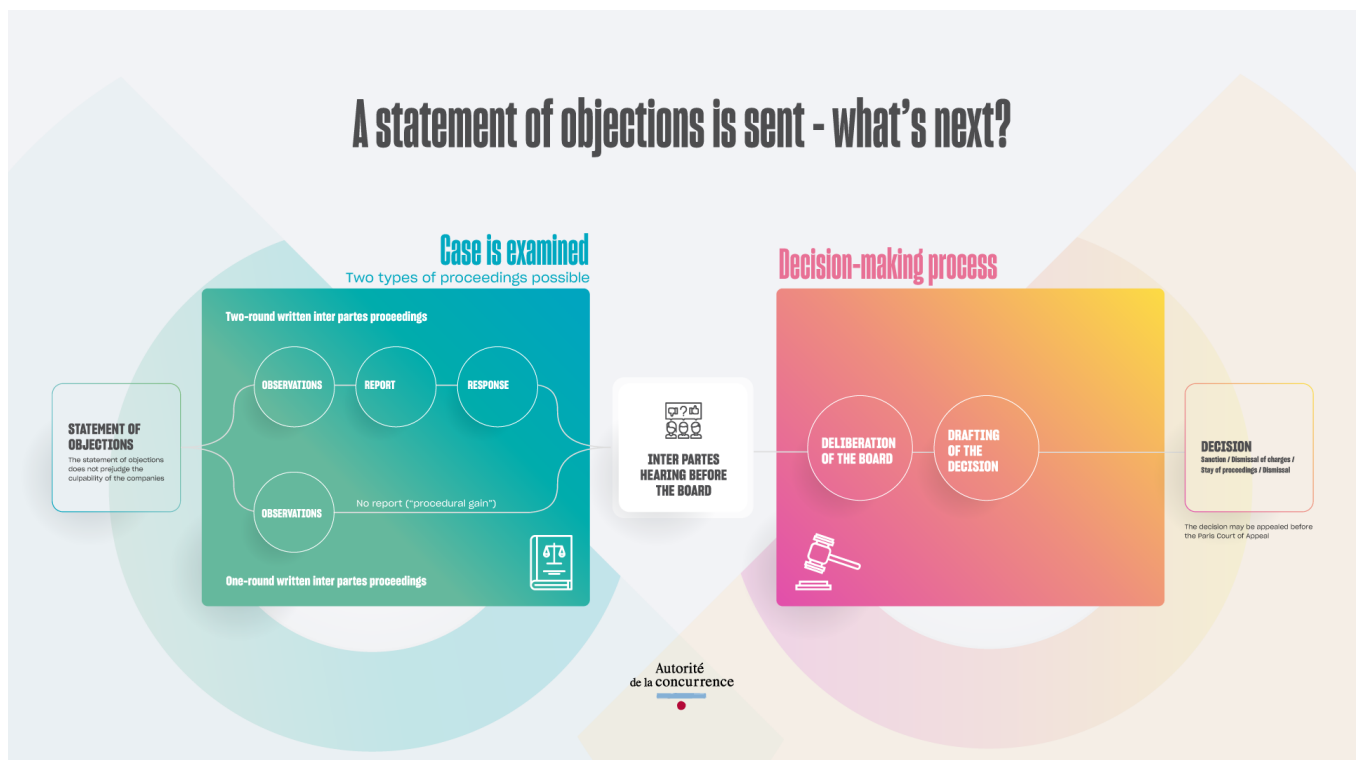 A statement of objections is sent - what's next?
Case is examined
Two types of proceedings possible
Two-round written inter partes proceedings
OBSERVATIONS
REPORT
RESPONSE
STATEMENT OF
OBJECTIONS
The statement of objections
does not prejudge the
culpability of the companies
OBSERVATIONS
No report (“procedural gain”)
One-round written inter partes proceedings
?
INTER PARTES
HEARING BEFORE
THE BOARD
Decision-making process
DELIBERATION
OF THE BOARD
DRAFTING
OF THE
DECISION
DECISION
Sanction / Dismissal of charges /
Stay of proceedings / Dismissal
The decision may be appealed before
the Paris Court of Appeal
Autorité
de la concurrence